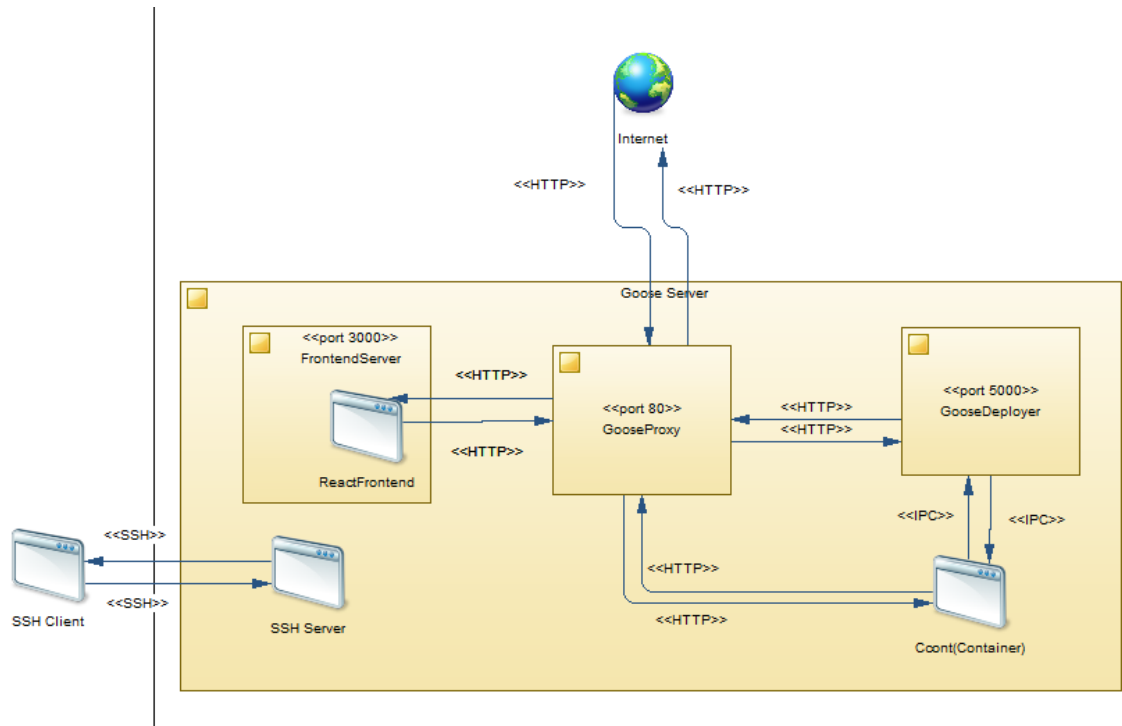 Internet
<<HTTP>>
<<HTTP>>
Goose Server
<<port 3000>>
FrontendServer
<<HTTP>>
<<HTTP>>
ReactFrontend
<<port 80>>
GooseProxy
<<HTTP>>
<<HTTP>>
<<port 5000>>
GooseDeployer
<<IPC>>
<<IPC>>
<<SSH>>
<<SSH>>
SSH Client
SSH Server
<<HTTP>>
<<HTTP>>
Ccont(Container)